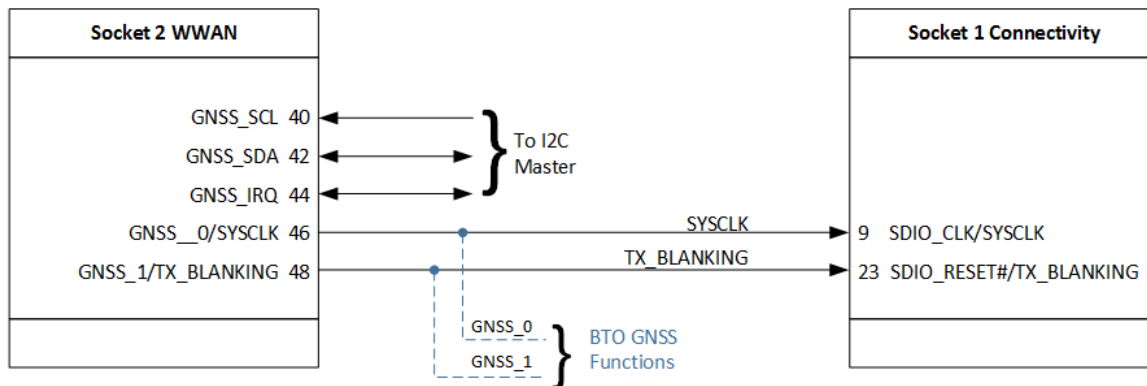 Socket 2 WWAN
Socket 1 Connectivity
GNSS_SCL 40
GNSS_SDA 42
GNSS_IRQ 44
To I2C
Master
GNSS__0/SYSCLK 46
SYSCLK
9 SDIO_CLK/SYSCLK
GNSS_1/TX_BLANKING 48
TX_BLANKING
23 SDIO_RESET#/TX_BLANKING
GNSS_0
GNSS_1
BTO GNSS
Functions